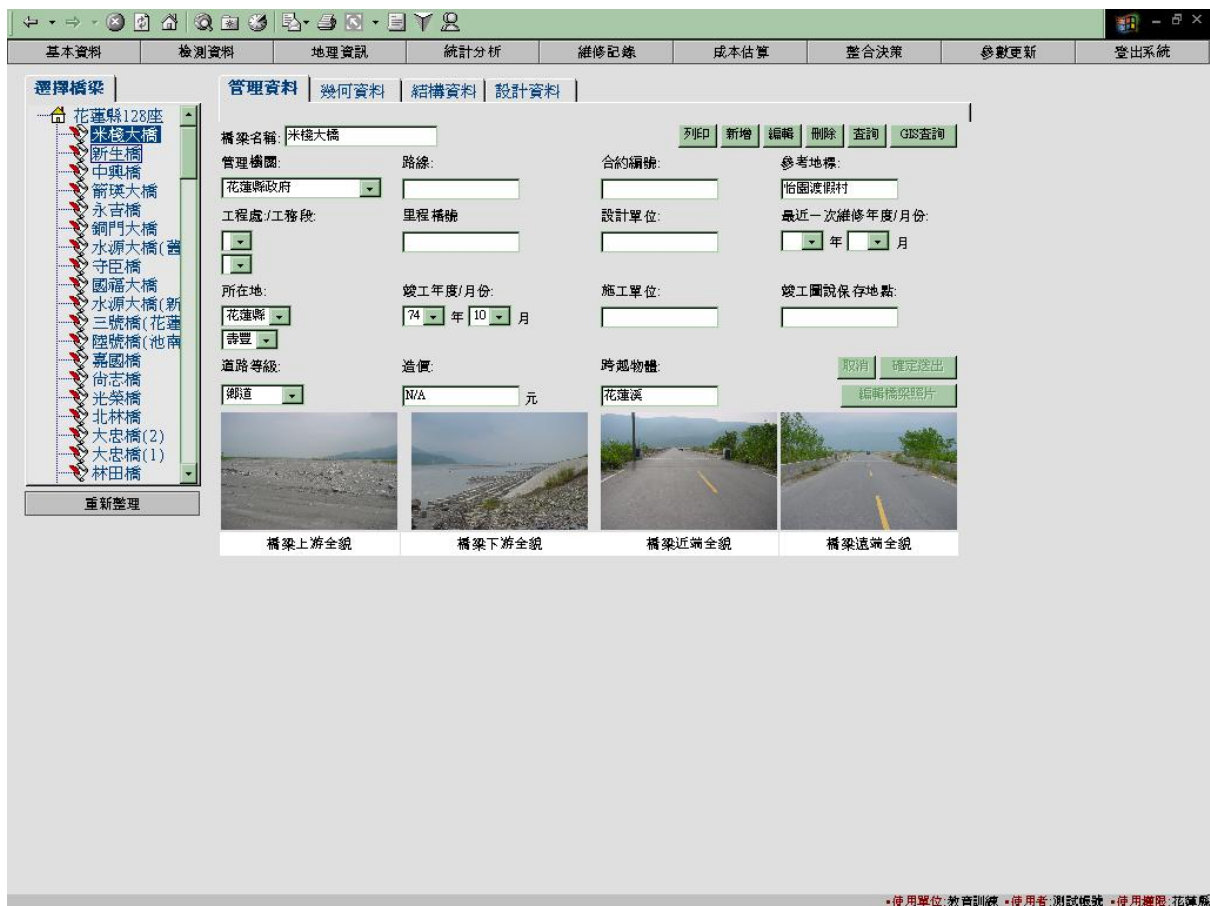 基本資料 檢測資料 地理資訊 統計分析 維修記錄 成本估算 整合決策 參數更新 登出系統
選擇橋梁
花蓮縣128座
米棧大橋
新生橋
中興橋
箭瑛大橋
永吉橋
銅門大橋
水源大橋(舊
守臣橋
國福大橋
水源大橋(新
三號橋(花蓮
陸號橋(池南
嘉國橋
尚志橋
光榮橋
北林橋
大忠橋(2)
大忠橋(1)
林田橋
重新整理
管理資料 幾何資料 結構資料 設計資料
橋梁名稱: 米棧大橋 列印 新增 編輯 刪除 查詢 GIS查詢
管理機關: 路線: 合約編號: 參考地標:
花蓮縣政府 怡園渡假村
工程處:/工務段: 里程樁號 設計單位: 最近一次維修年度/月份:
年 月
所在地: 竣工年度/月份: 施工單位: 竣工圖說保存地點:
花蓮縣 74 年 10 月
壽豐
道路等級: 造價: 跨越物體: 取消 確定送出
鄉道 N/A 元 花蓮溪 編輯橋梁照片
橋梁上游全貌 橋梁下游全貌 橋梁近端全貌 橋梁遠端全貌
▪使用單位:教育訓練 ▪使用者:測試帳號 ▪使用權限:花蓮縣